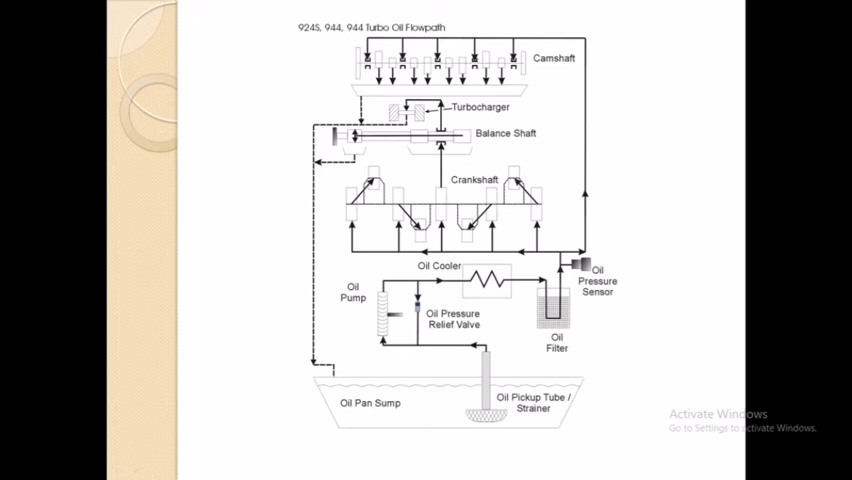 924S, 944, 944 Turbo Oil Flowpath
Camshaft
Turbocharger
Balance Shaft
Crankshaft
Oil Cooler
Oil
Pressure
Sensor
Oil
Pump
Oil Pressure
Relief Valve
Oil
Filter
Oil Pan Sump
Oil Pickup Tube /
Strainer
Activate Windows
Go to Settings to activate Windows.